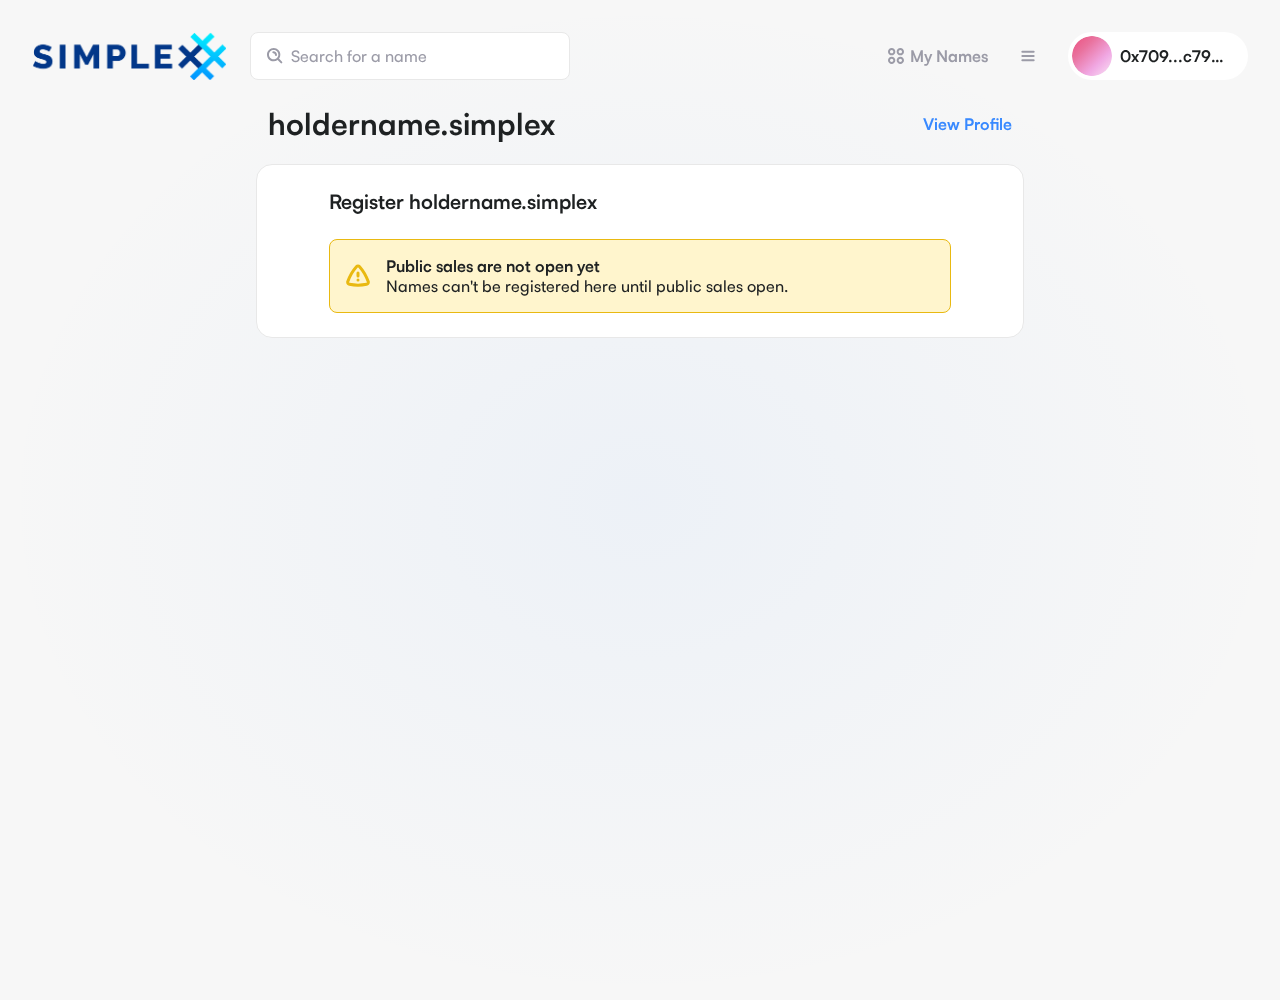 SIMPLEX
Search for a name
My Names
0x709...c79...
holdername.simplex
View Profile
Register holdername.simplex
Public sales are not open yet
Names can't be registered here until public sales open.